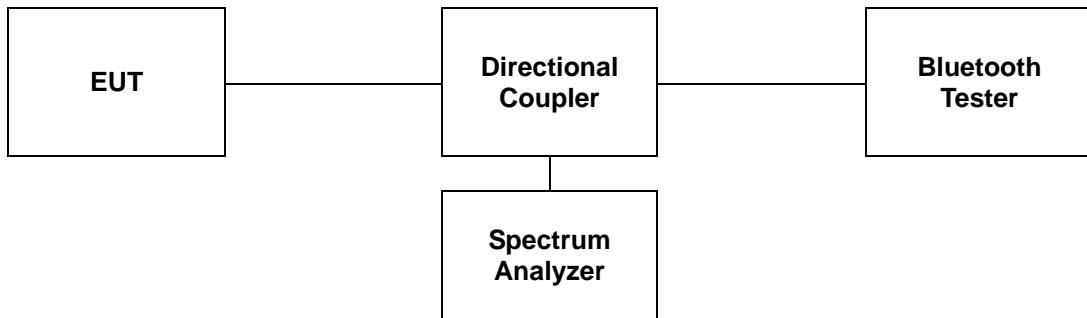 EUT
Directional
Coupler
Bluetooth
Tester
Spectrum
Analyzer